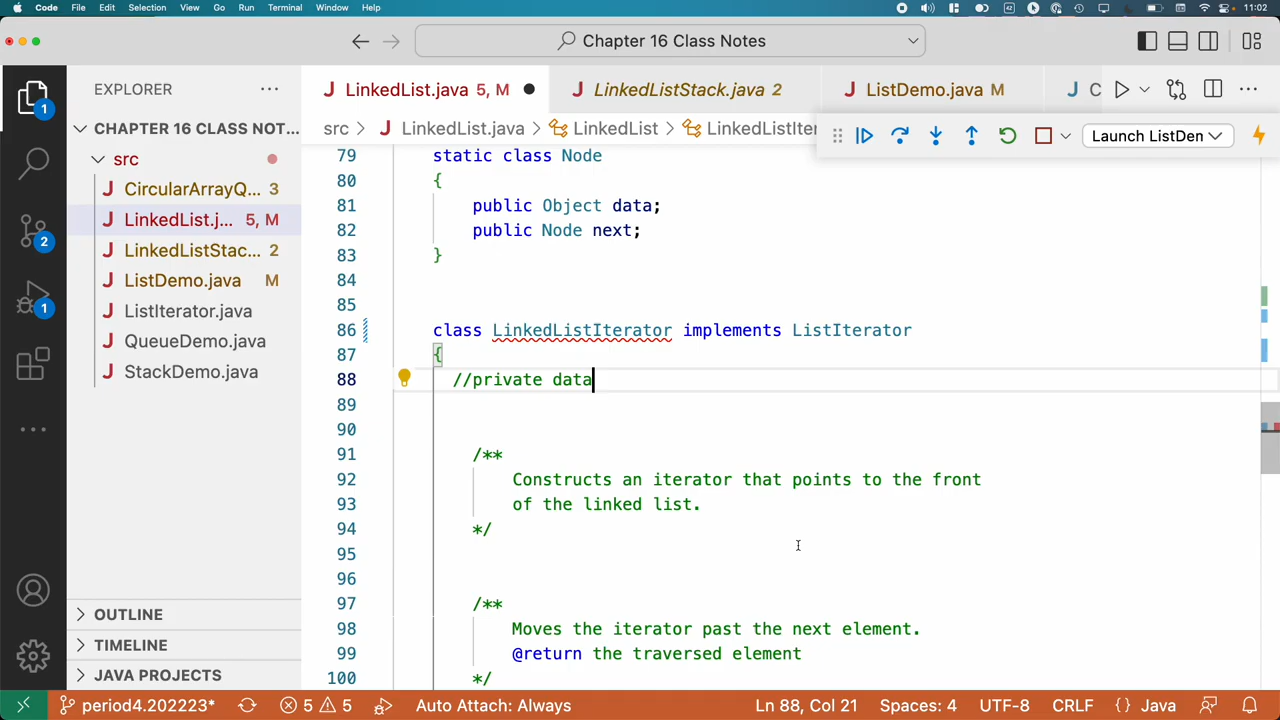 Code File Edit Selection View Go Run Terminal Window Help 11:02
Chapter 16 Class Notes
EXPLORER
LinkedList.java 5, M
LinkedListStack.java 2
ListDemo.java M
J C
src > J LinkedList.java > LinkedList > LinkedListIter
Launch ListDen
CHAPTER 16 CLASS NOT...
src
J CircularArrayQ... 3
J LinkedList.j... 5, M
J LinkedListStac... 2
J ListDemo.java M
J ListIterator.java
J QueueDemo.java
J StackDemo.java
1
2
1
79 static class Node
80 {
81 public Object data;
82 public Node next;
83 }
84
85
86 class LinkedListIterator implements ListIterator
87 {
88 //private data
89
90
91 /**
92 Constructs an iterator that points to the front
93 of the linked list.
94 */
95
96
97 /**
98 Moves the iterator past the next element.
99 @return the traversed element
100 */
OUTLINE
TIMELINE
JAVA PROJECTS
period4.202223* 5 5 Auto Attach: Always Ln 88, Col 21 Spaces: 4 UTF-8 CRLF {} Java